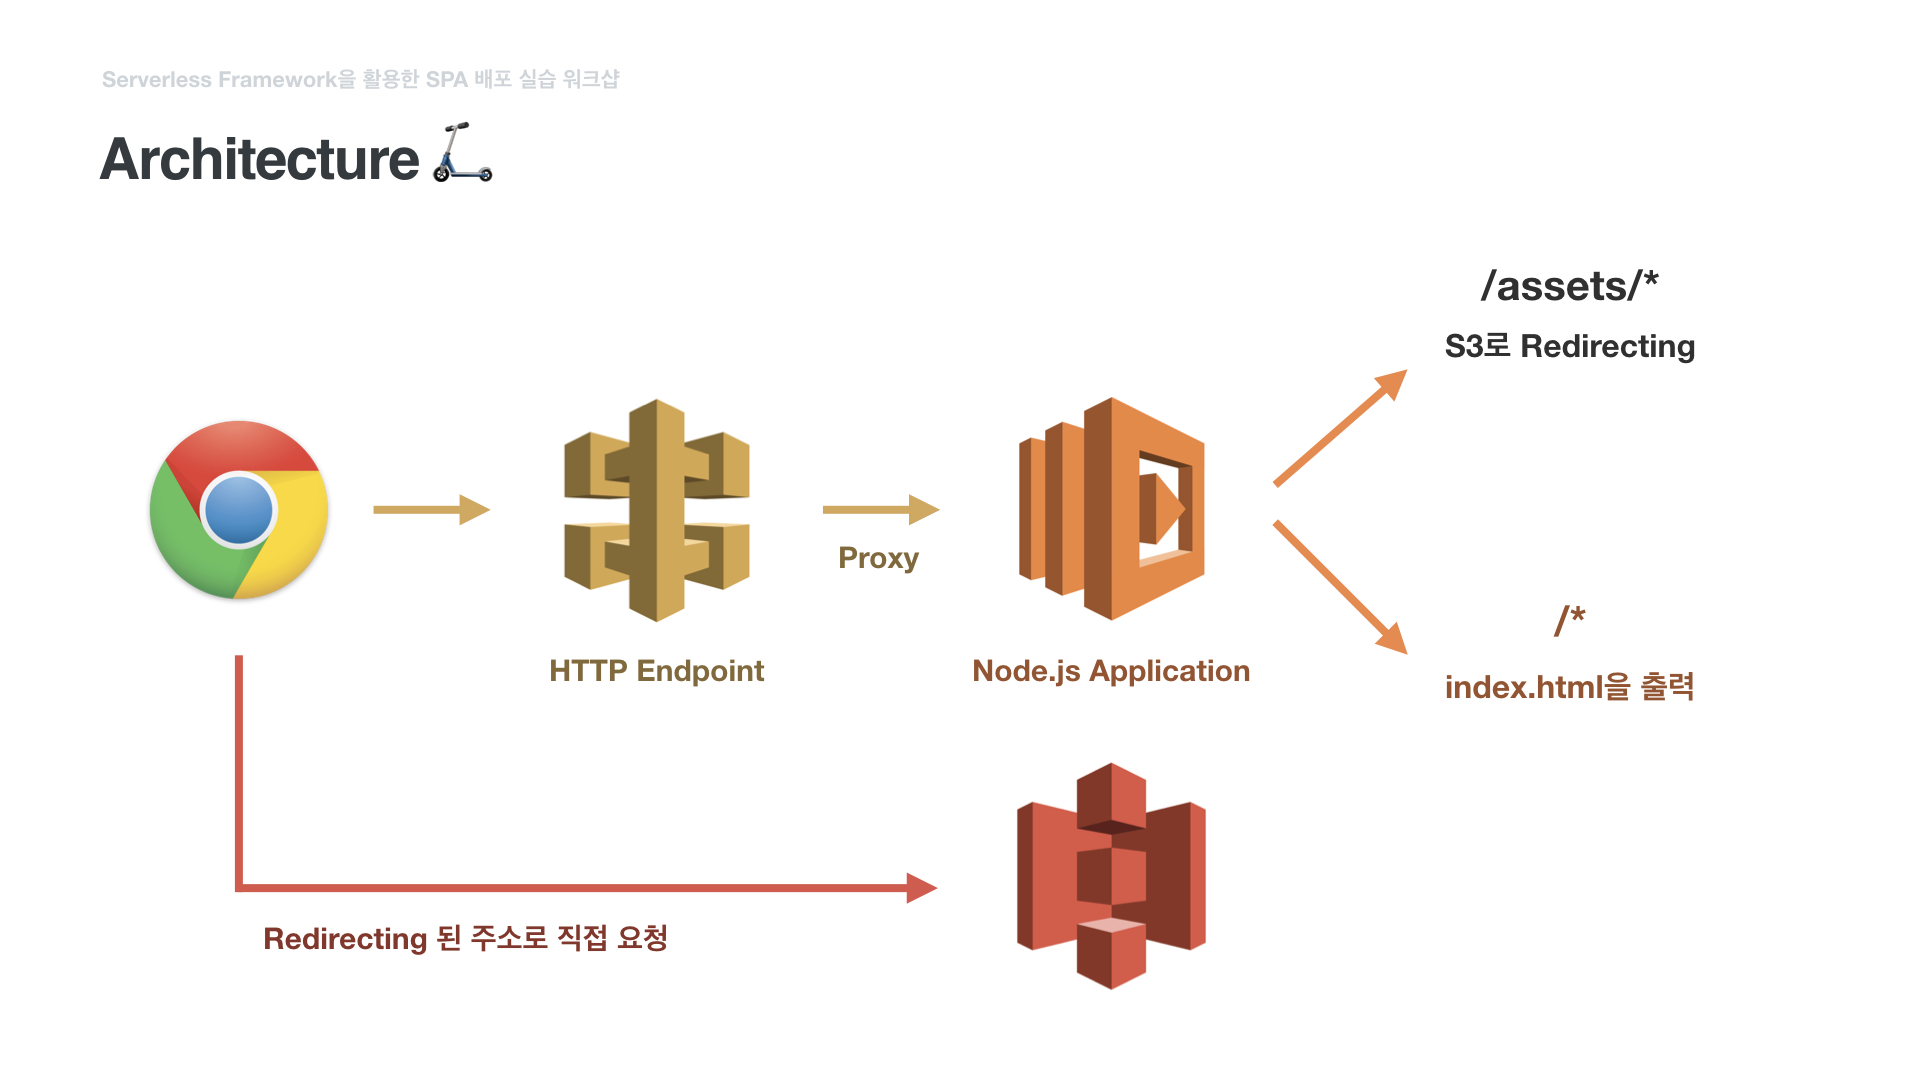 Serverless Framework을 활용한 SPA 배포 실습 워크샵
Architecture
/assets/*
S3로 Redirecting
Proxy
HTTP Endpoint
Node.js Application
/*
index.html을 출력
Redirecting 된 주소로 직접 요청